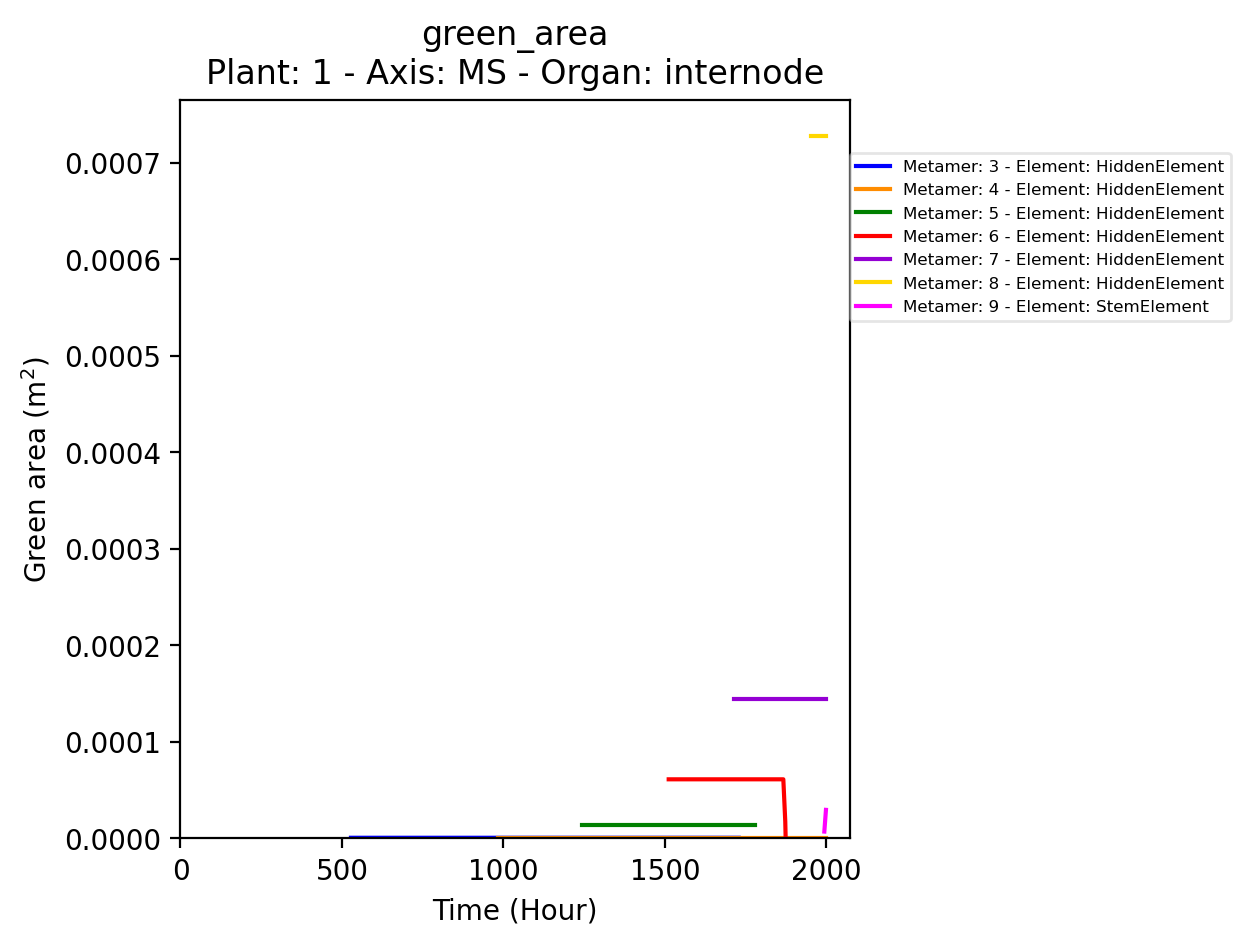 green_area
Plant: 1 - Axis: MS - Organ: internode
0.0007
0.0006
0.0005
0.0004
0.0003
0.0002
0.0001
0.0000
Green area (m²)
0
500
1000
1500
2000
Time (Hour)
Metamer: 3 - Element: HiddenElement
Metamer: 4 - Element: HiddenElement
Metamer: 5 - Element: HiddenElement
Metamer: 6 - Element: HiddenElement
Metamer: 7 - Element: HiddenElement
Metamer: 8 - Element: HiddenElement
Metamer: 9 - Element: StemElement